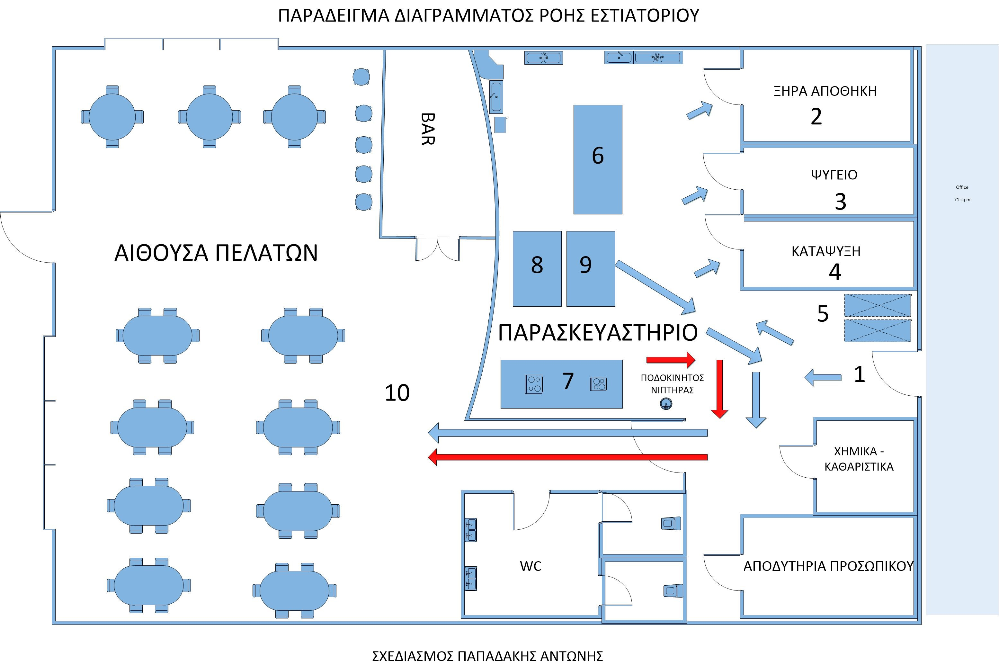 ΠΑΡΑΔΕΙΓΜΑ ΔΙΑΓΡΑΜΜΑΤΟΣ ΡΟΗΣ ΕΣΤΙΑΤΟΡΙΟΥ
ΞΗΡΑ ΑΠΟΘΗΚΗ
2
BAR
6
ΨΥΓΕΙΟ
3
Office
71 sq m
ΑΙΘΟΥΣΑ ΠΕΛΑΤΩΝ
8
9
ΚΑΤΑΨΥΞΗ
4
5
ΠΑΡΑΣΚΕΥΑΣΤΗΡΙΟ
10
7
ΠΟΔΟΚΙΝΗΤΟΣ
ΝΙΠΤΗΡΑΣ
1
ΧΗΜΙΚΑ -
ΚΑΘΑΡΙΣΤΙΚΑ
WC
ΑΠΟΔΥΤΗΡΙΑ ΠΡΟΣΩΠΙΚΟΥ
ΣΧΕΔΙΑΣΜΟΣ ΠΑΠΑΔΑΚΗΣ ΑΝΤΩΝΗΣ